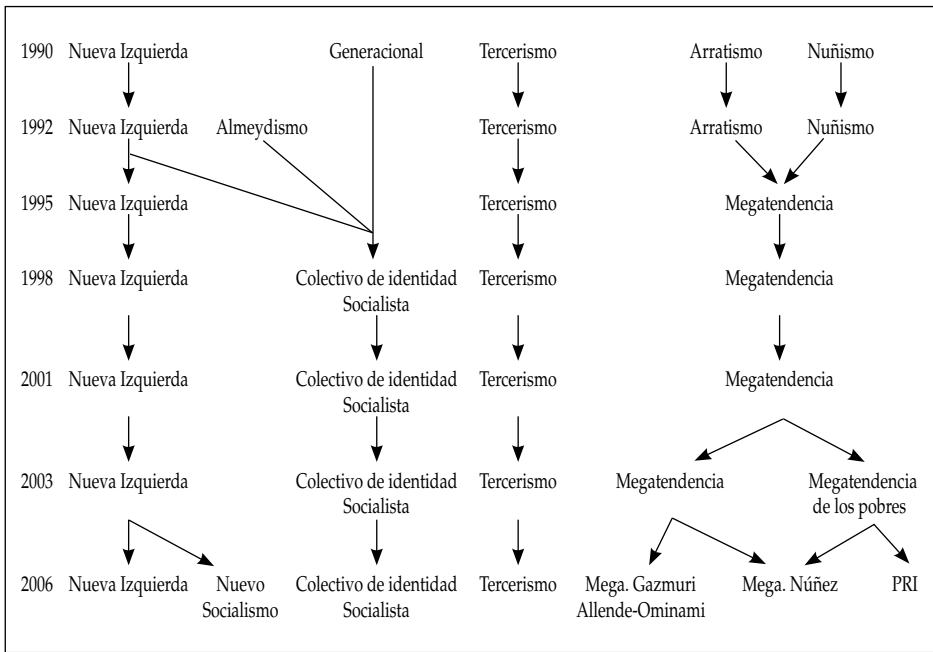 1990 Nueva Izquierda Generacional Tercerismo Arratismo Nuñismo
1992 Nueva Izquierda Almeydismo Tercerismo Arratismo Nuñismo
1995 Nueva Izquierda Tercerismo Megatendencia
1998 Nueva Izquierda Colectivo de identidad Tercerismo Megatendencia
Socialista
2001 Nueva Izquierda Colectivo de identidad Tercerismo Megatendencia
Socialista
2003 Nueva Izquierda Colectivo de identidad Tercerismo Megatendencia Megatendencia
Socialista de los pobres
2006 Nueva Izquierda Nuevo Colectivo de identidad Tercerismo Mega. Gazmuri Mega. Núñez PRI
Socialismo Socialista Allende-Ominami